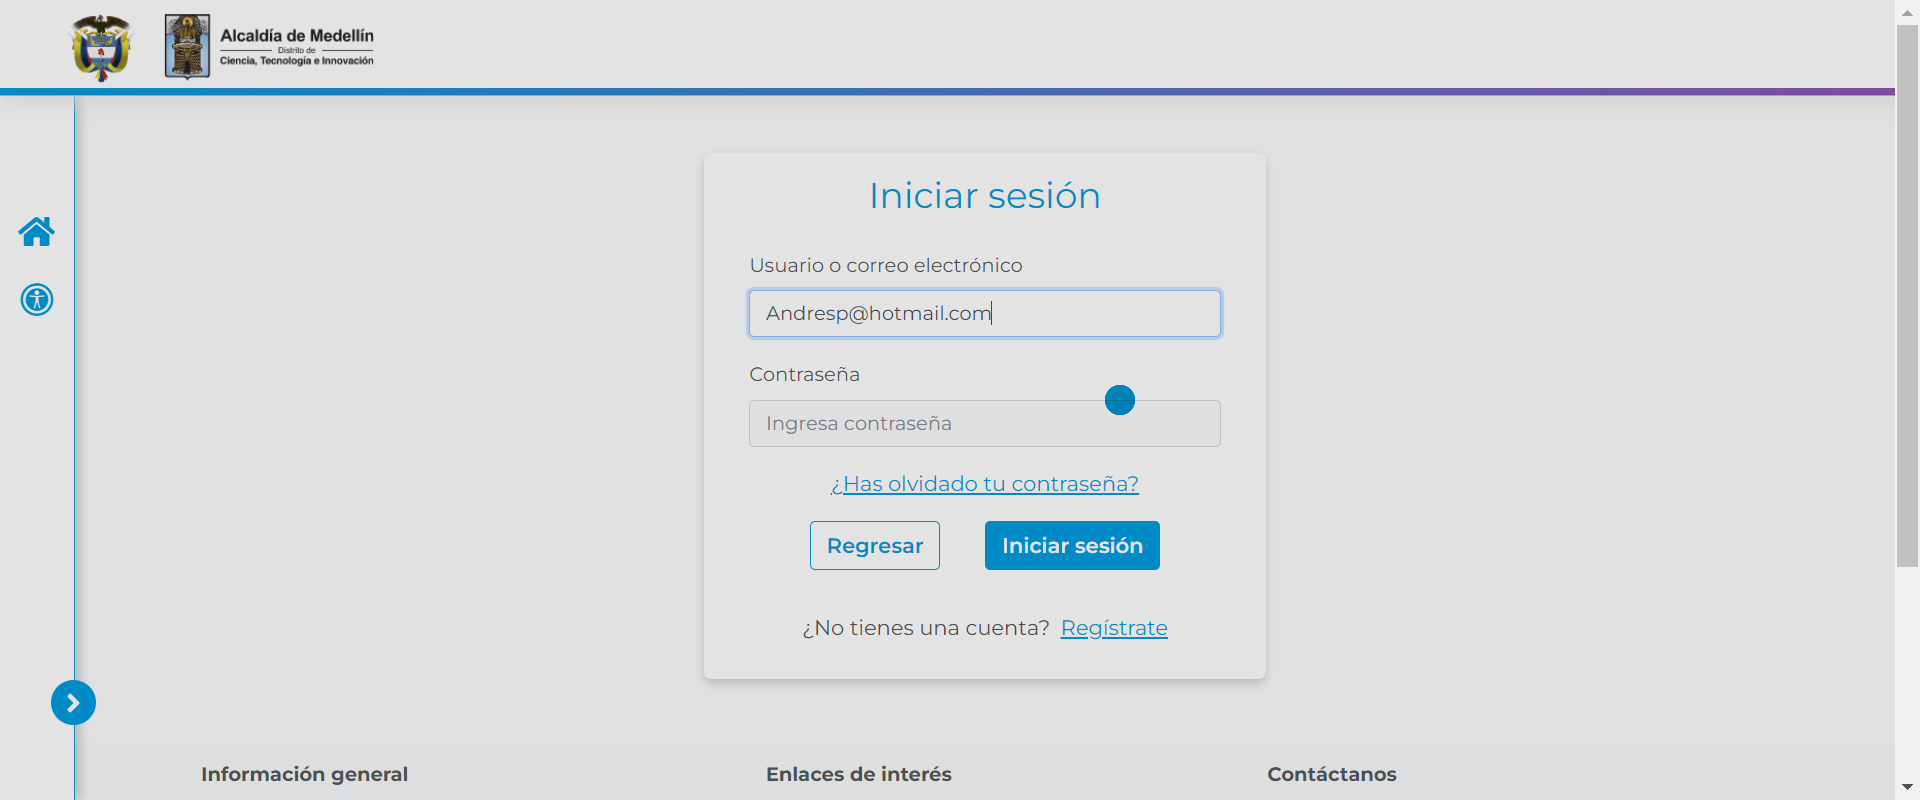 Alcaldía de Medellín
Distrito de
Ciencia, Tecnología e Innovación
Iniciar sesión
Usuario o correo electrónico
Andresp@hotmail.com
Contraseña
Ingresa contraseña
¿Has olvidado tu contraseña?
Regresar
Iniciar sesión
¿No tienes una cuenta? Regístrate
Información general
Enlaces de interés
Contáctanos